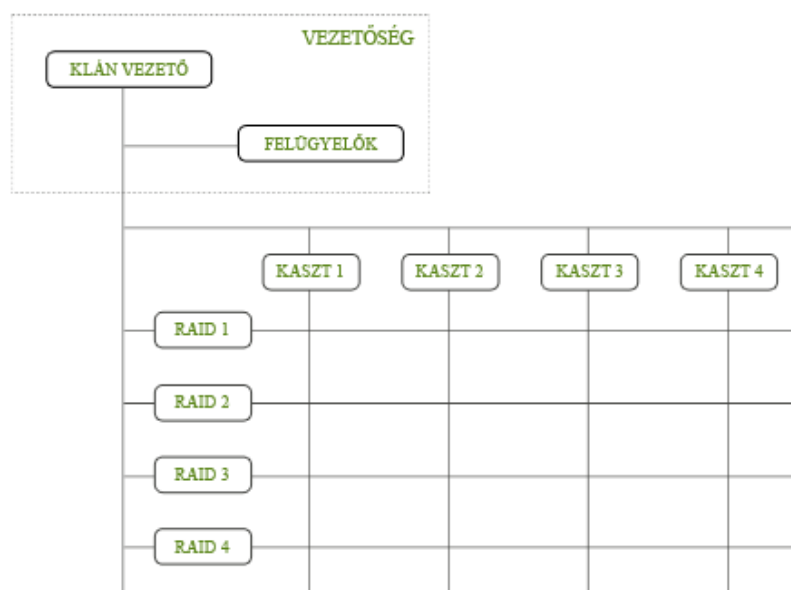 VEZETŐSÉG
KLÁN VEZETŐ
FELÜGYELŐK
KASZT 1
KASZT 2
KASZT 3
KASZT 4
RAID 1
RAID 2
RAID 3
RAID 4